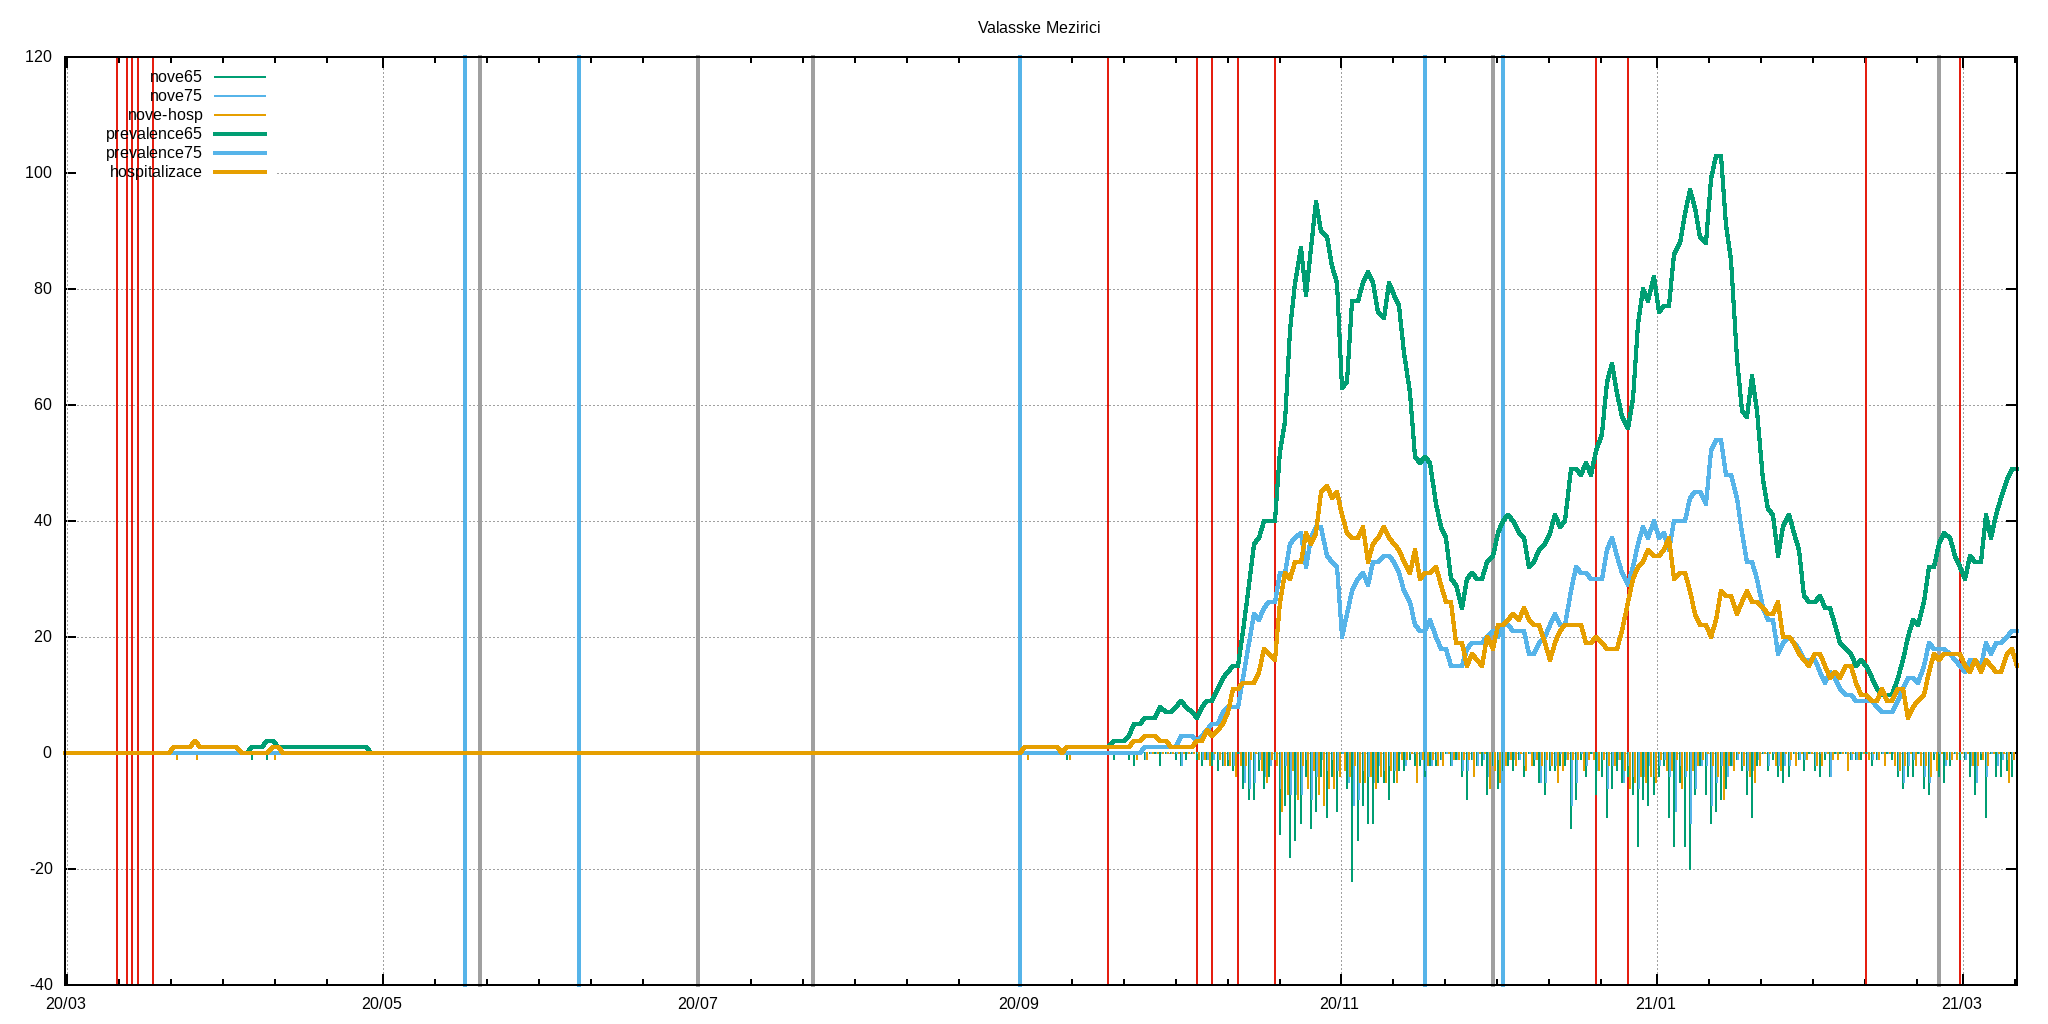 Valasske Mezirici
120
100
80
60
40
20
0
-20
-40
nove65
nove75
nove-hosp
prevalence65
prevalence75
hospitalizace
20/03 20/05 20/07 20/09 20/11 21/01 21/03